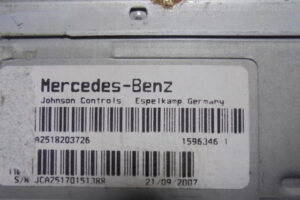 Mercedes-Benz
Johnson Controls Espelkamp Germany
A2518203726 1596346 1
S/N JCA2517015138R 21/09/2007